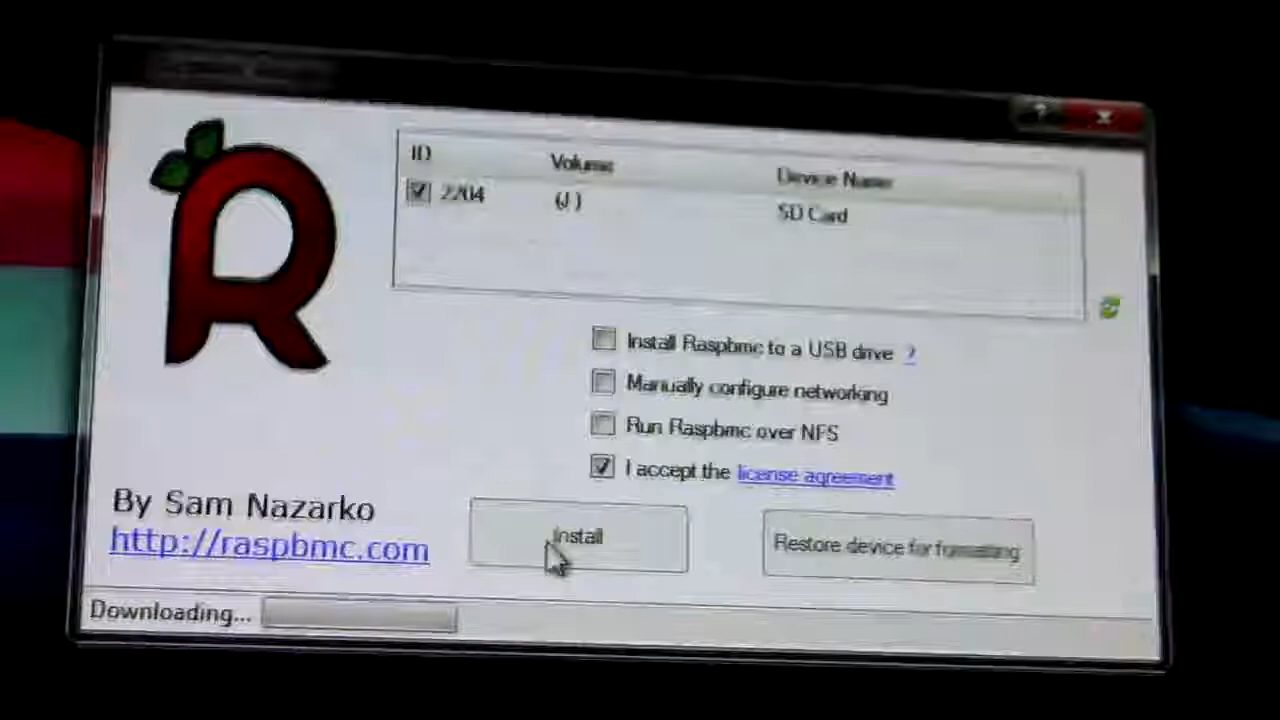 ID Volume Device Name
2204 (J:) SD Card
Install Raspbmc to a USB drive ?
Manually configure networking
Run Raspbmc over NFS
I accept the license agreement
By Sam Nazarko
http://raspbmc.com
Install
Restore device for formatting
Downloading...